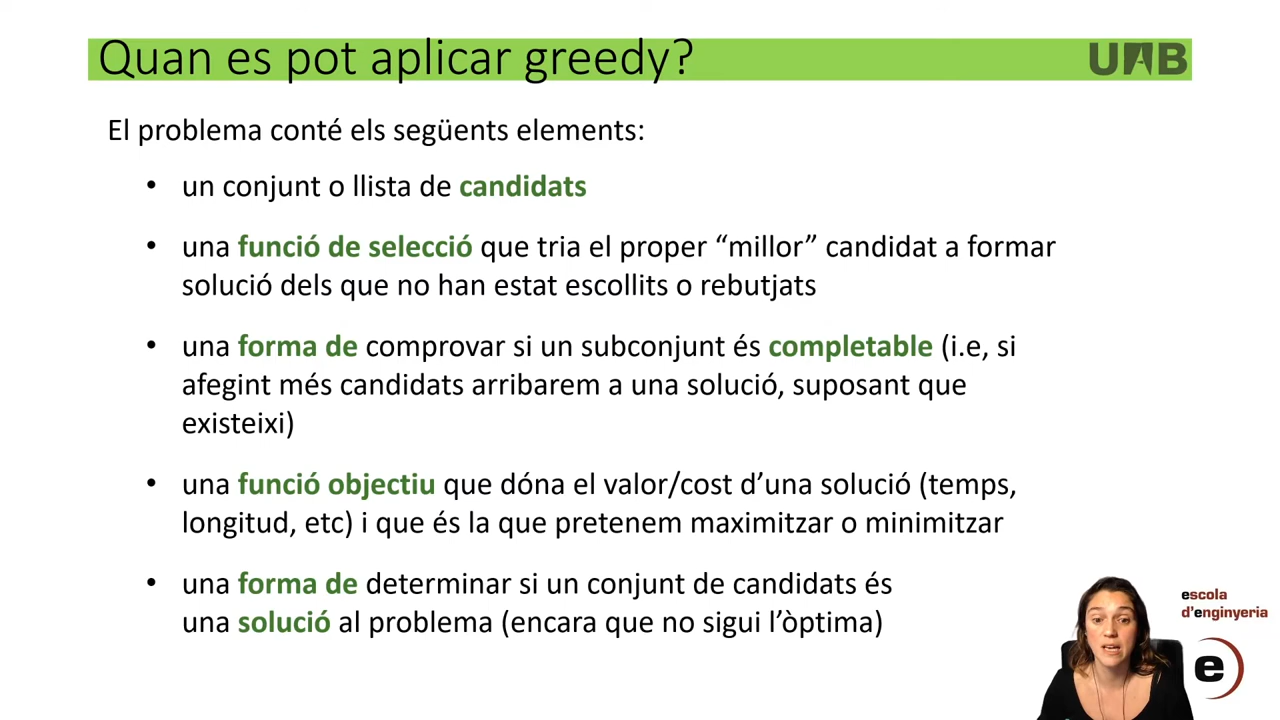 Quan es pot aplicar greedy?
UAB
El problema conté els següents elements:
• un conjunt o llista de candidats
• una funció de selecció que tria el proper “millor” candidat a formar
solució dels que no han estat escollits o rebutjats
• una forma de comprovar si un subconjunt és completable (i.e, si
afegint més candidats arribarem a una solució, suposant que
existeixi)
• una funció objectiu que dóna el valor/cost d’una solució (temps,
longitud, etc) i que és la que pretenem maximitzar o minimitzar
• una forma de determinar si un conjunt de candidats és
una solució al problema (encara que no sigui l’òptima)
escola
d’enginyeria
e